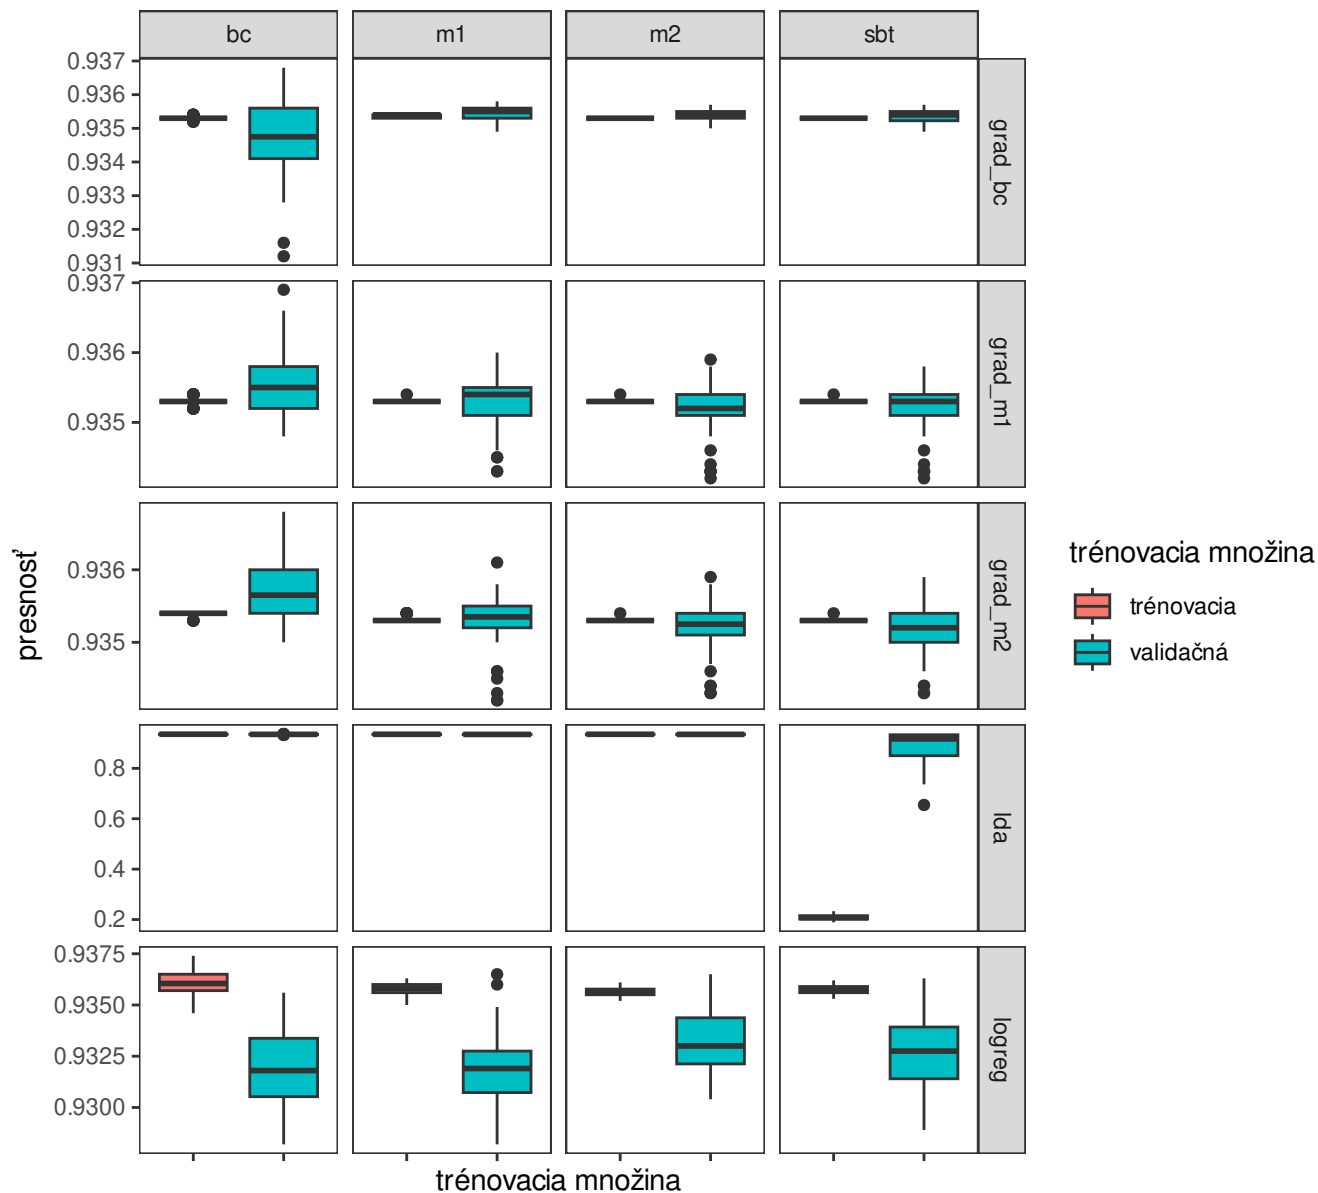 bc m1 m2 sbt
0.937
0.936
0.935
0.934
0.933
0.932
0.931
grad_bc
0.937
0.936
0.935
grad_m1
0.936
0.935
grad_m2
0.8
0.6
0.4
0.2
lda
0.9375
0.9350
0.9325
0.9300
logreg
presnosť
trénovacia množina
trénovacia množina
trénovacia
validačná